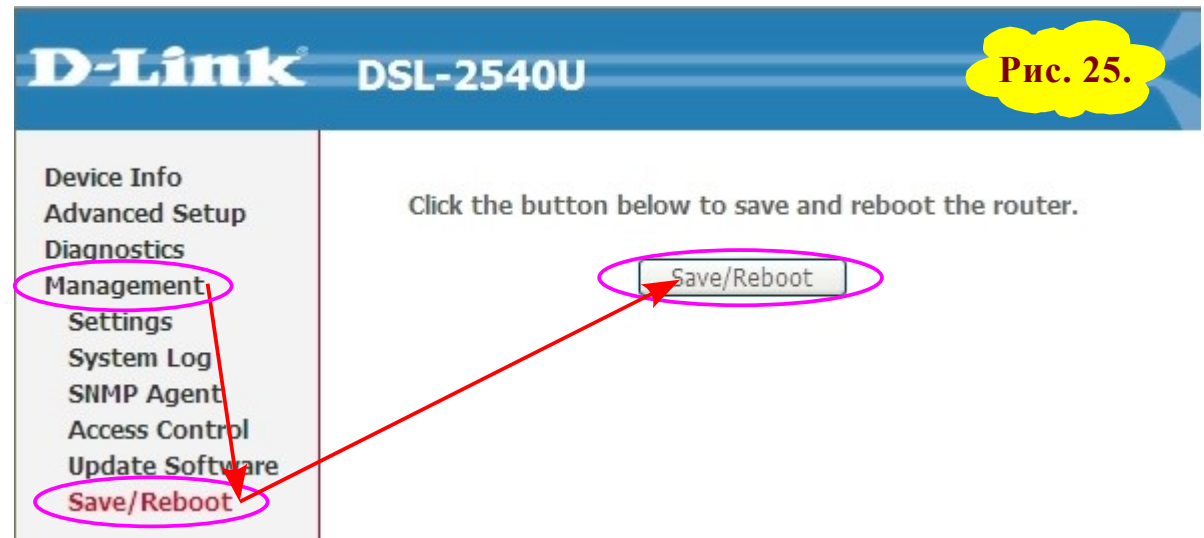 D-Link DSL-2540U
Рис. 25.
Device Info
Advanced Setup
Diagnostics
Management
Settings
System Log
SNMP Agent
Access Control
Update Software
Save/Reboot
Click the button below to save and reboot the router.
Save/Reboot